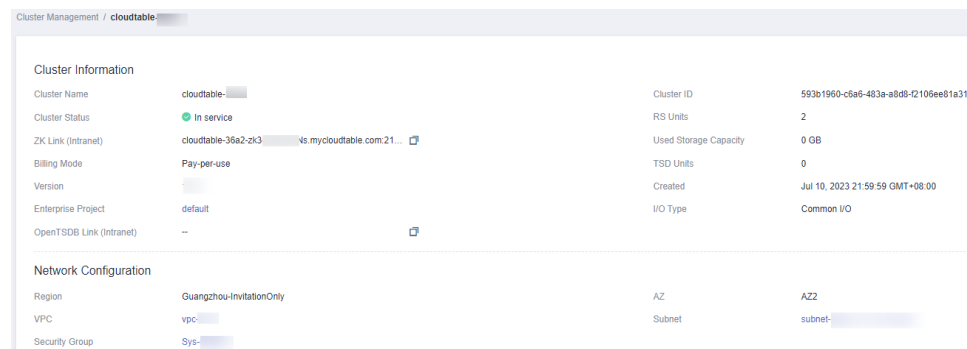 Cluster Management / cloudtable-
Cluster Information
Cluster Name cloudtable- Cluster ID 593b1960-c6a6-483a-a8d8-f2106ee81a31
Cluster Status In service RS Units 2
ZK Link (Intranet) cloudtable-36a2-zk3- .mycloudtable.com:21... Used Storage Capacity 0 GB
Billing Mode Pay-per-use TSD Units 0
Version Created Jul 10, 2023 21:59:59 GMT+08:00
Enterprise Project default I/O Type Common I/O
OpenTSDB Link (Intranet) --
Network Configuration
Region Guangzhou-InvitationOnly AZ AZ2
VPC vpc- Subnet subnet-
Security Group Sys-